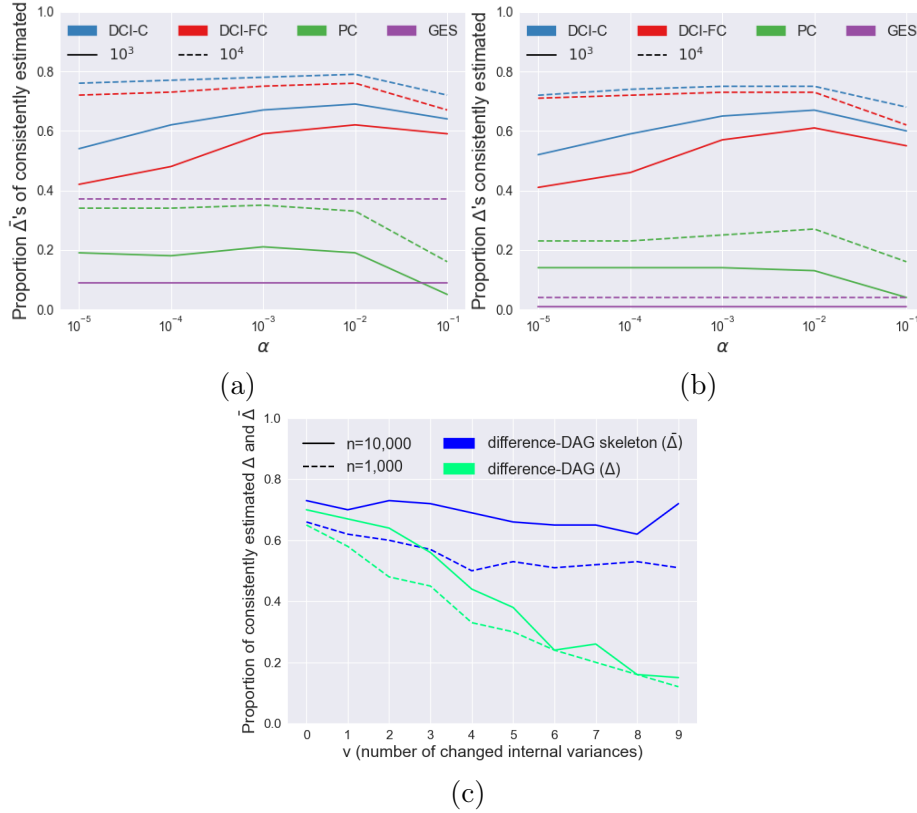 DCI-C DCI-FC PC GES
10³ 10⁴
Proportion Δ̄'s of consistently estimated
1.0
0.8
0.6
0.4
0.2
0.0
10⁻⁵ 10⁻⁴ 10⁻³ 10⁻² 10⁻¹
α
(a)
DCI-C DCI-FC PC GES
10³ 10⁴
Proportion Δ's consistently estimated
1.0
0.8
0.6
0.4
0.2
0.0
10⁻⁵ 10⁻⁴ 10⁻³ 10⁻² 10⁻¹
α
(b)
n=10,000 difference-DAG skeleton (Δ̄)
n=1,000 difference-DAG (Δ)
Proportion of consistently estimated Δ and Δ̄
1.0
0.8
0.6
0.4
0.2
0.0
0 1 2 3 4 5 6 7 8 9
v (number of changed internal variances)
(c)